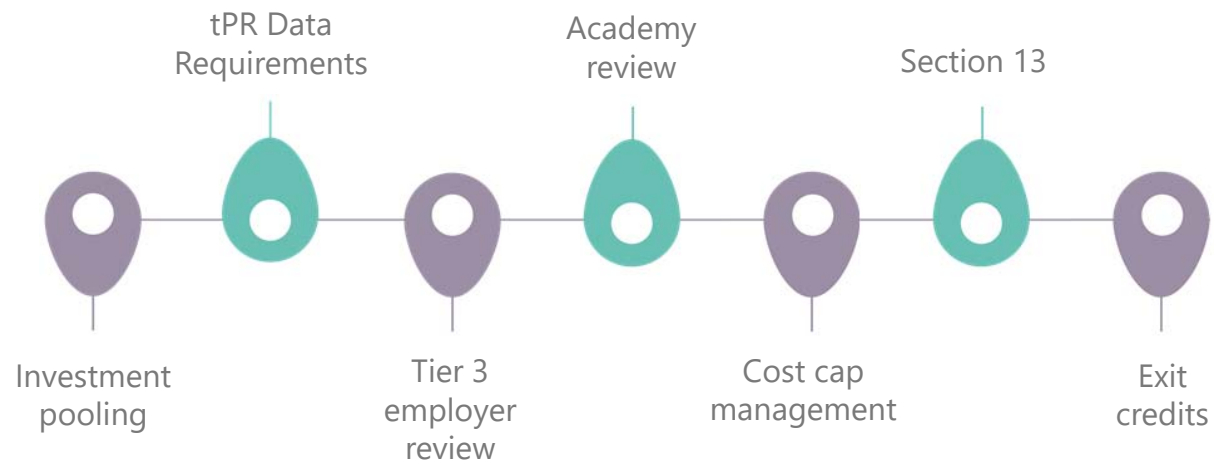 tPR Data
Requirements
Academy
review
Section 13
Investment
pooling
Tier 3
employer
review
Cost cap
management
Exit
credits